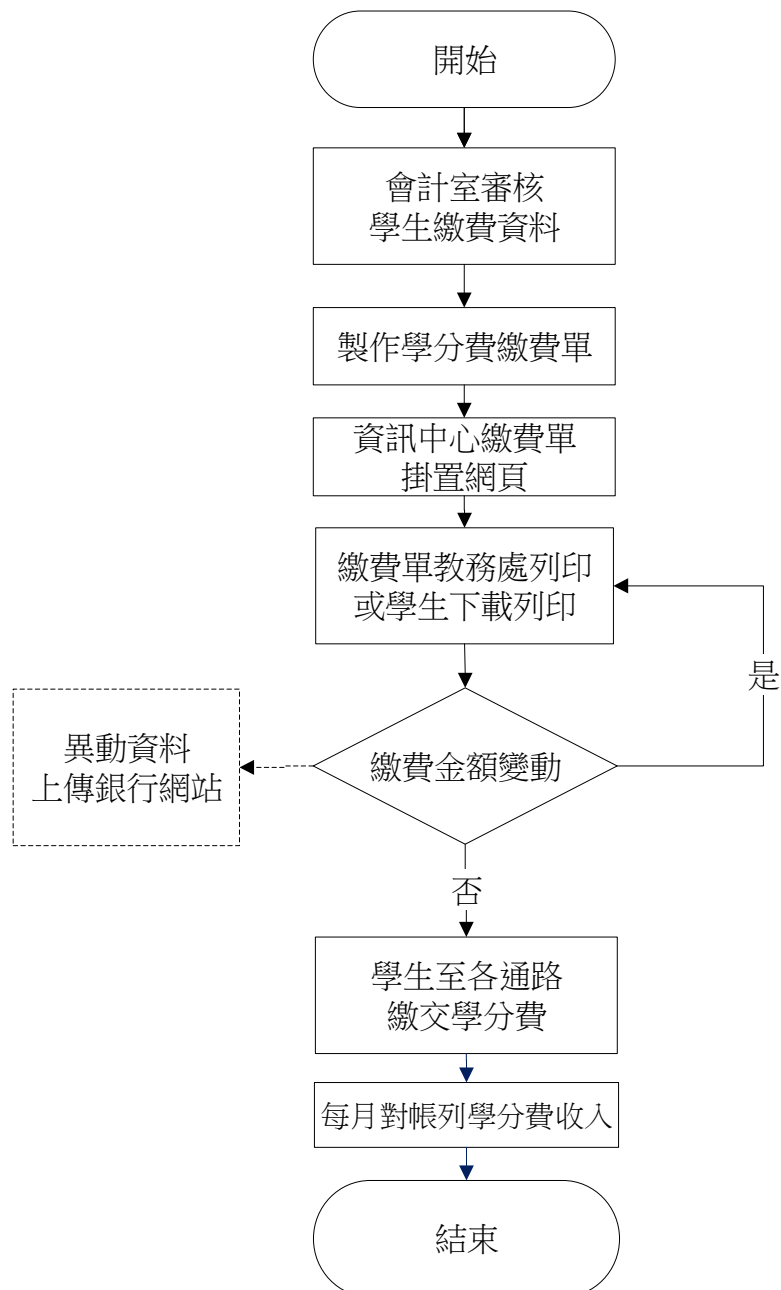 開始
會計室審核
學生繳費資料
製作學分費繳費單
資訊中心繳費單
掛置網頁
繳費單教務處列印
或學生下載列印
是
異動資料
上傳銀行網站
繳費金額變動
否
學生至各通路
繳交學分費
每月對帳列學分費收入
結束